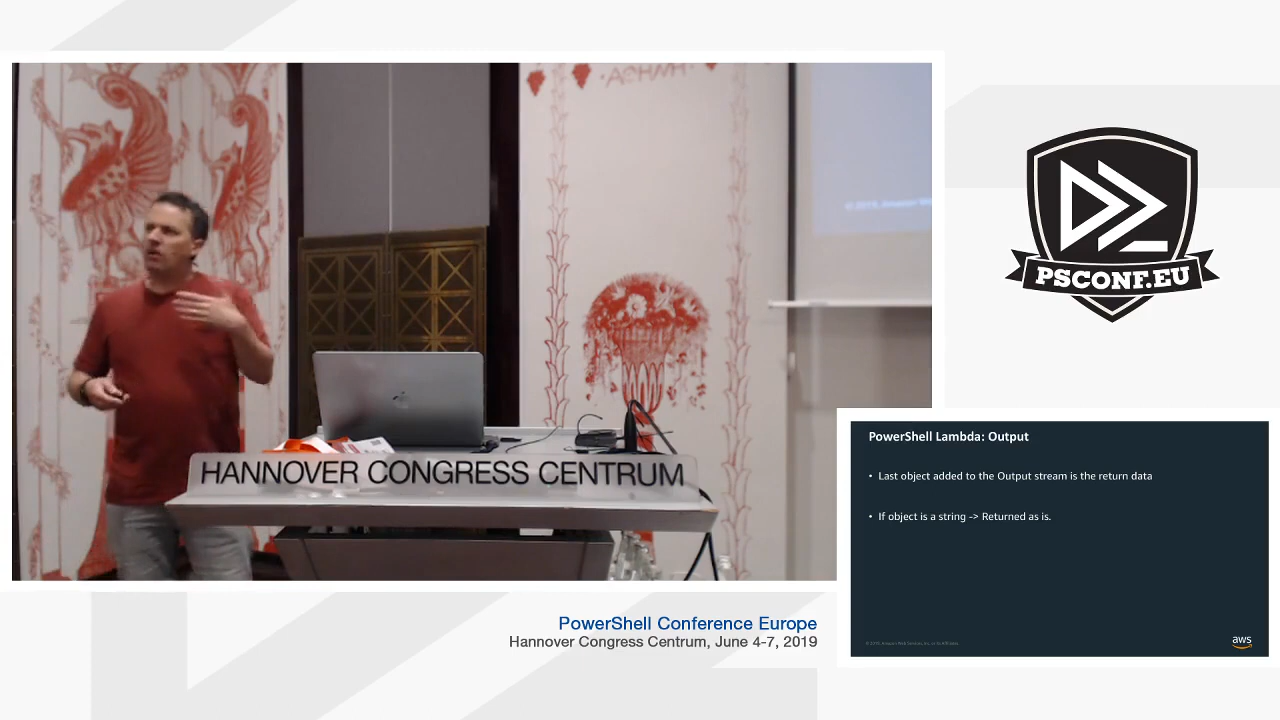 PSCONF.EU
HANNOVER CONGRESS CENTRUM
PowerShell Lambda: Output
• Last object added to the Output stream is the return data
• If object is a string -> Returned as is.
aws
PowerShell Conference Europe
Hannover Congress Centrum, June 4-7, 2019